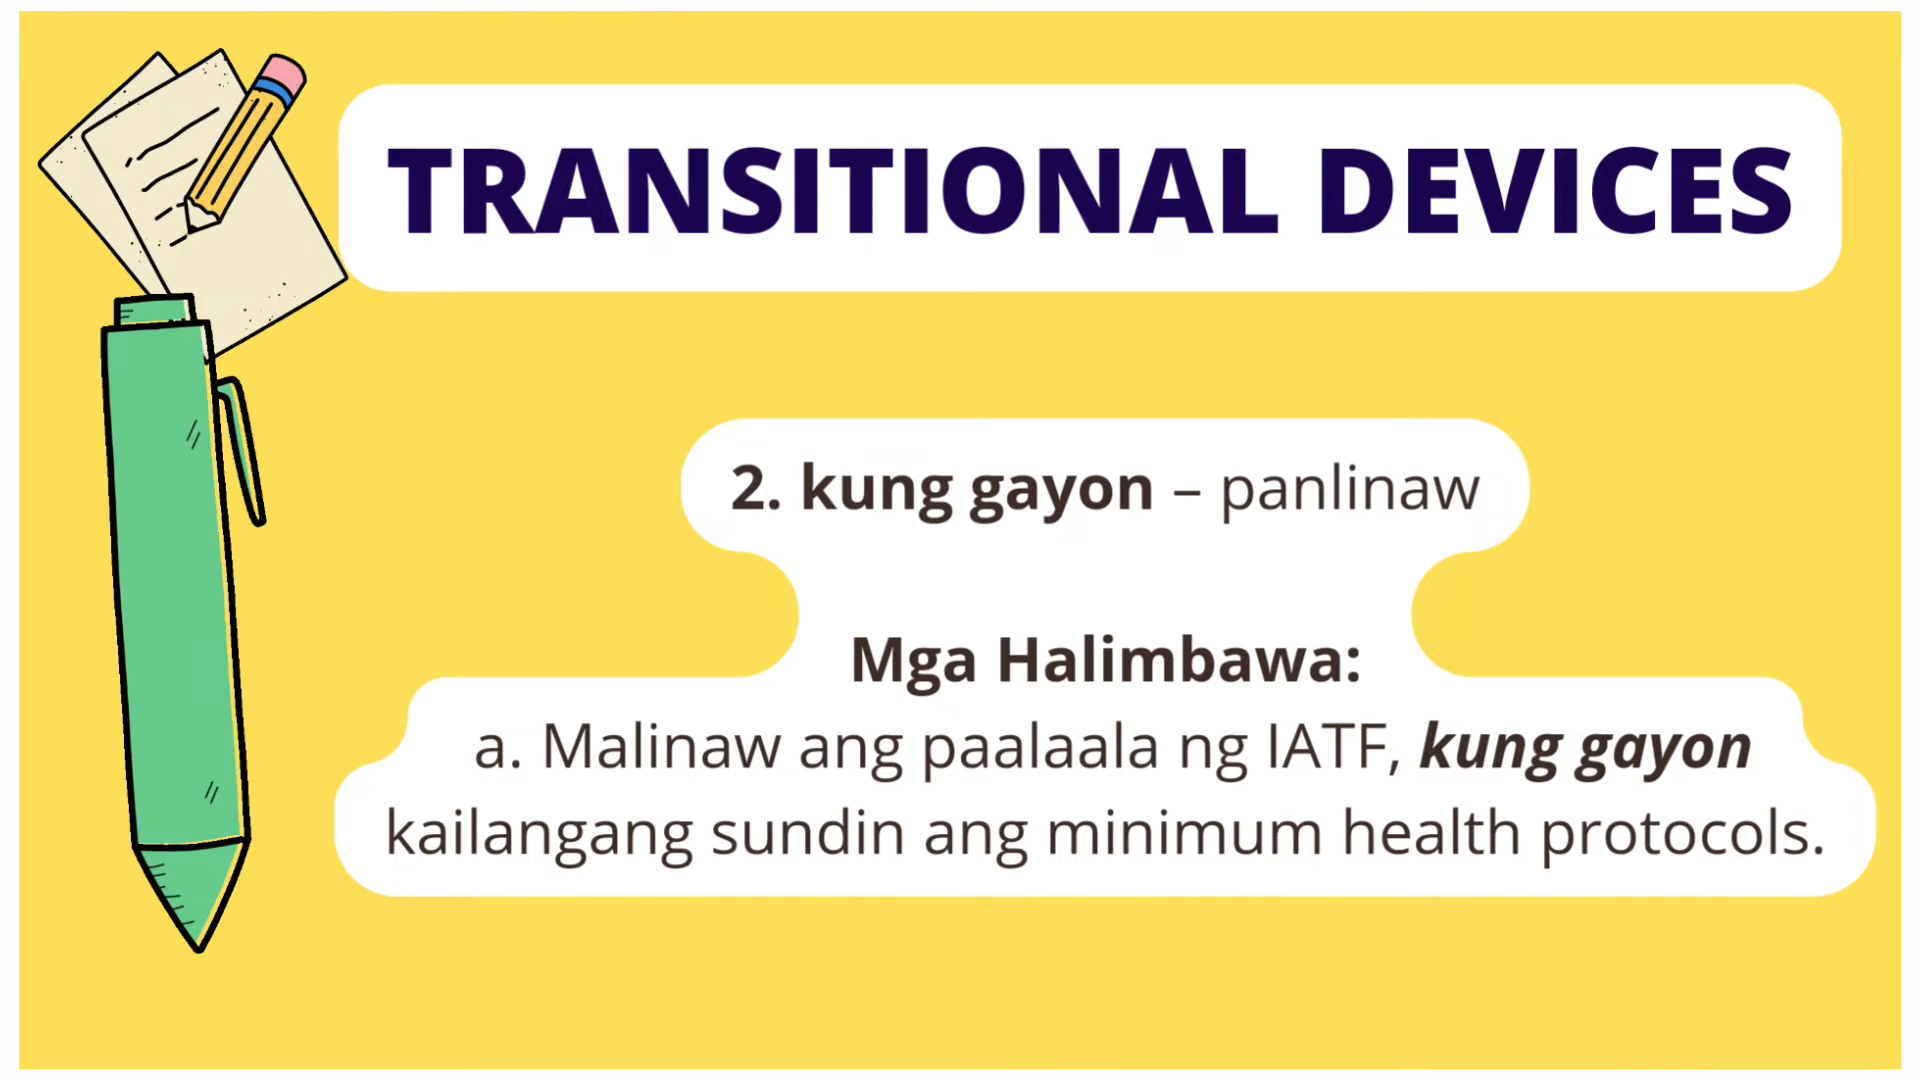 TRANSITIONAL DEVICES
2. kung gayon – panlinaw
Mga Halimbawa:
a. Malinaw ang paalaala ng IATF, kung gayon
kailangang sundin ang minimum health protocols.